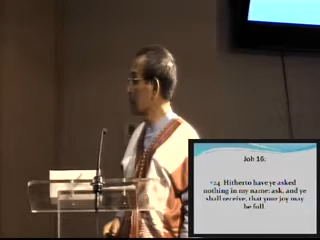 Joh 16:
24 Hitherto have ye asked
nothing in my name: ask, and ye
shall receive, that your joy may
be full.